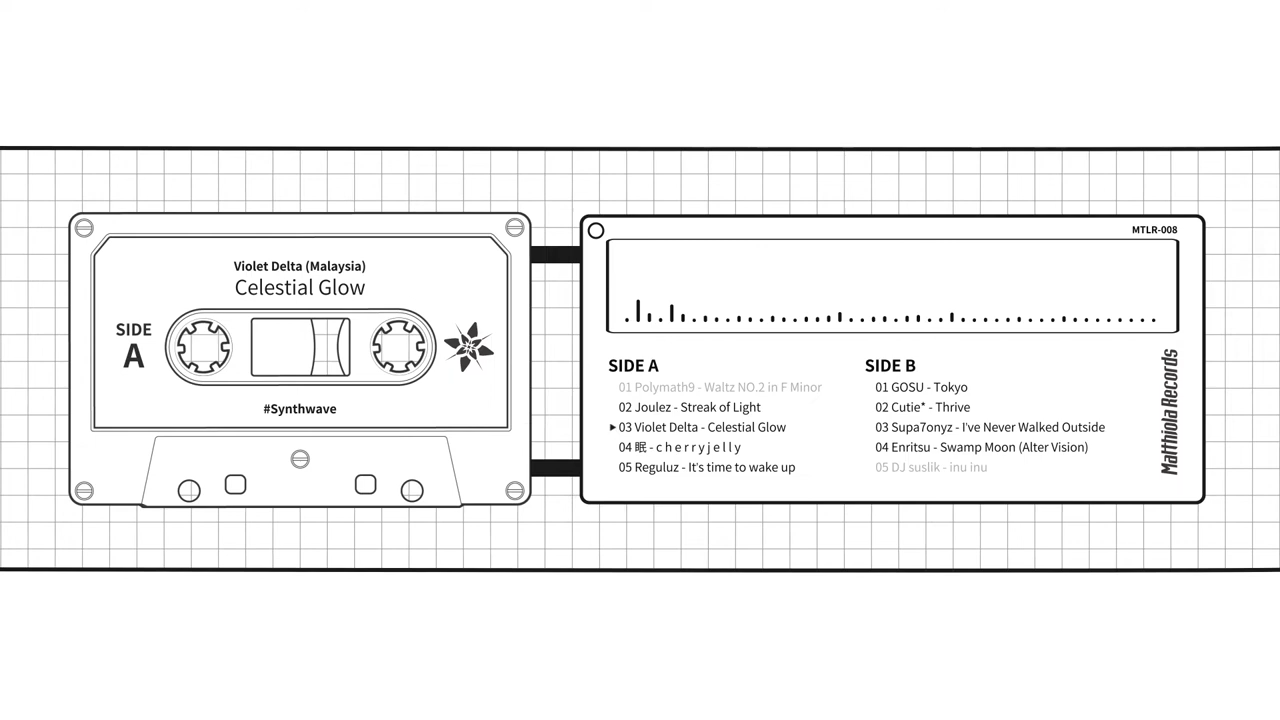 Violet Delta (Malaysia)
Celestial Glow
SIDE
A
#Synthwave
MTLR-008
SIDE A
01 Polymath9 - Waltz NO.2 in F Minor
02 Joulez - Streak of Light
03 Violet Delta - Celestial Glow
04 眠 - c h e r r y j e l l y
05 Reguluz - It's time to wake up
SIDE B
01 GOSU - Tokyo
02 Cutie* - Thrive
03 Supa7onyz - I've Never Walked Outside
04 Enritsu - Swamp Moon (Alter Vision)
05 DJ suslik - inu inu
Matthiola Records